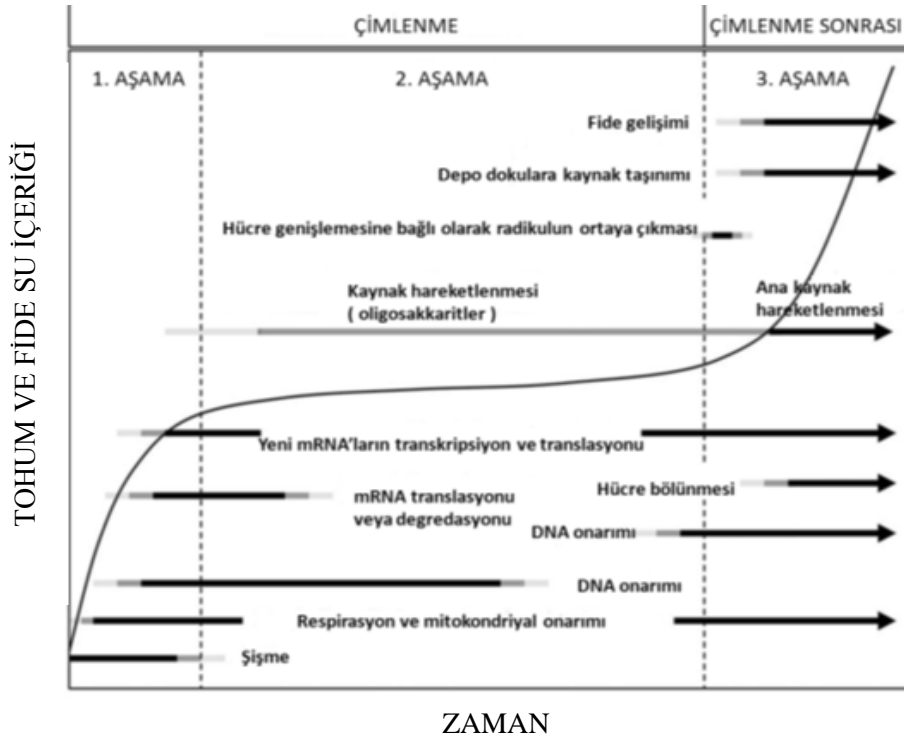 ÇİMLENME
ÇİMLENME SONRASI
1. AŞAMA
2. AŞAMA
3. AŞAMA
Fide gelişimi
Depo dokulara kaynak taşınımı
Hücre genişlemesine bağlı olarak radikulun ortaya çıkması
Kaynak hareketlenmesi
( oligosakkaritler )
Ana kaynak
hareketlenmesi
Yeni mRNA'ların transkripsiyon ve translasyonu
Hücre bölünmesi
mRNA translasyonu
veya degredasyonu
DNA onarımı
DNA onarımı
Respirasyon ve mitokondriyal onarımı
Şişme
TOHUM VE FİDE SU İÇERİĞİ
ZAMAN